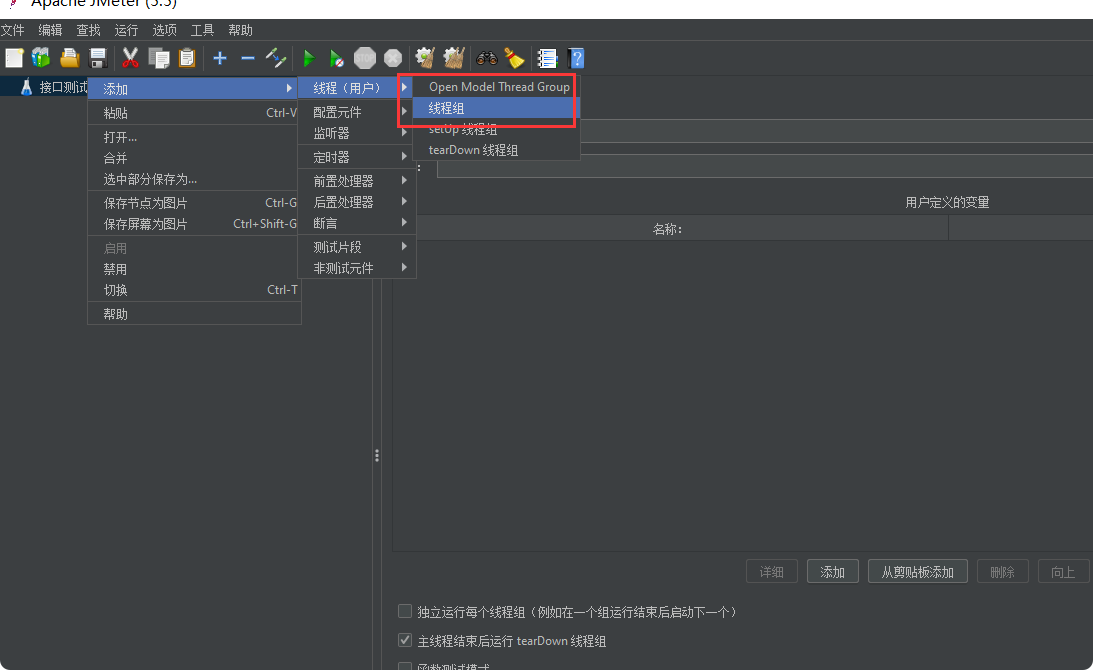 Apache JMeter (5.5)
文件 编辑 查找 运行 选项 工具 帮助
STOP
接口测试
添加
粘贴 Ctrl-V
打开...
合并
选中部分保存为...
保存节点为图片 Ctrl-G
保存屏幕为图片 Ctrl+Shift-G
启用
禁用
切换 Ctrl-T
帮助
线程（用户）
配置元件
监听器
定时器
前置处理器
后置处理器
断言
测试片段
非测试元件
Open Model Thread Group
线程组
setUp 线程组
tearDown 线程组
用户定义的变量
名称:
详细 添加 从剪贴板添加 删除 向上
独立运行每个线程组（例如在一个组运行结束后启动下一个）
主线程结束后运行 tearDown 线程组
函数测试模式